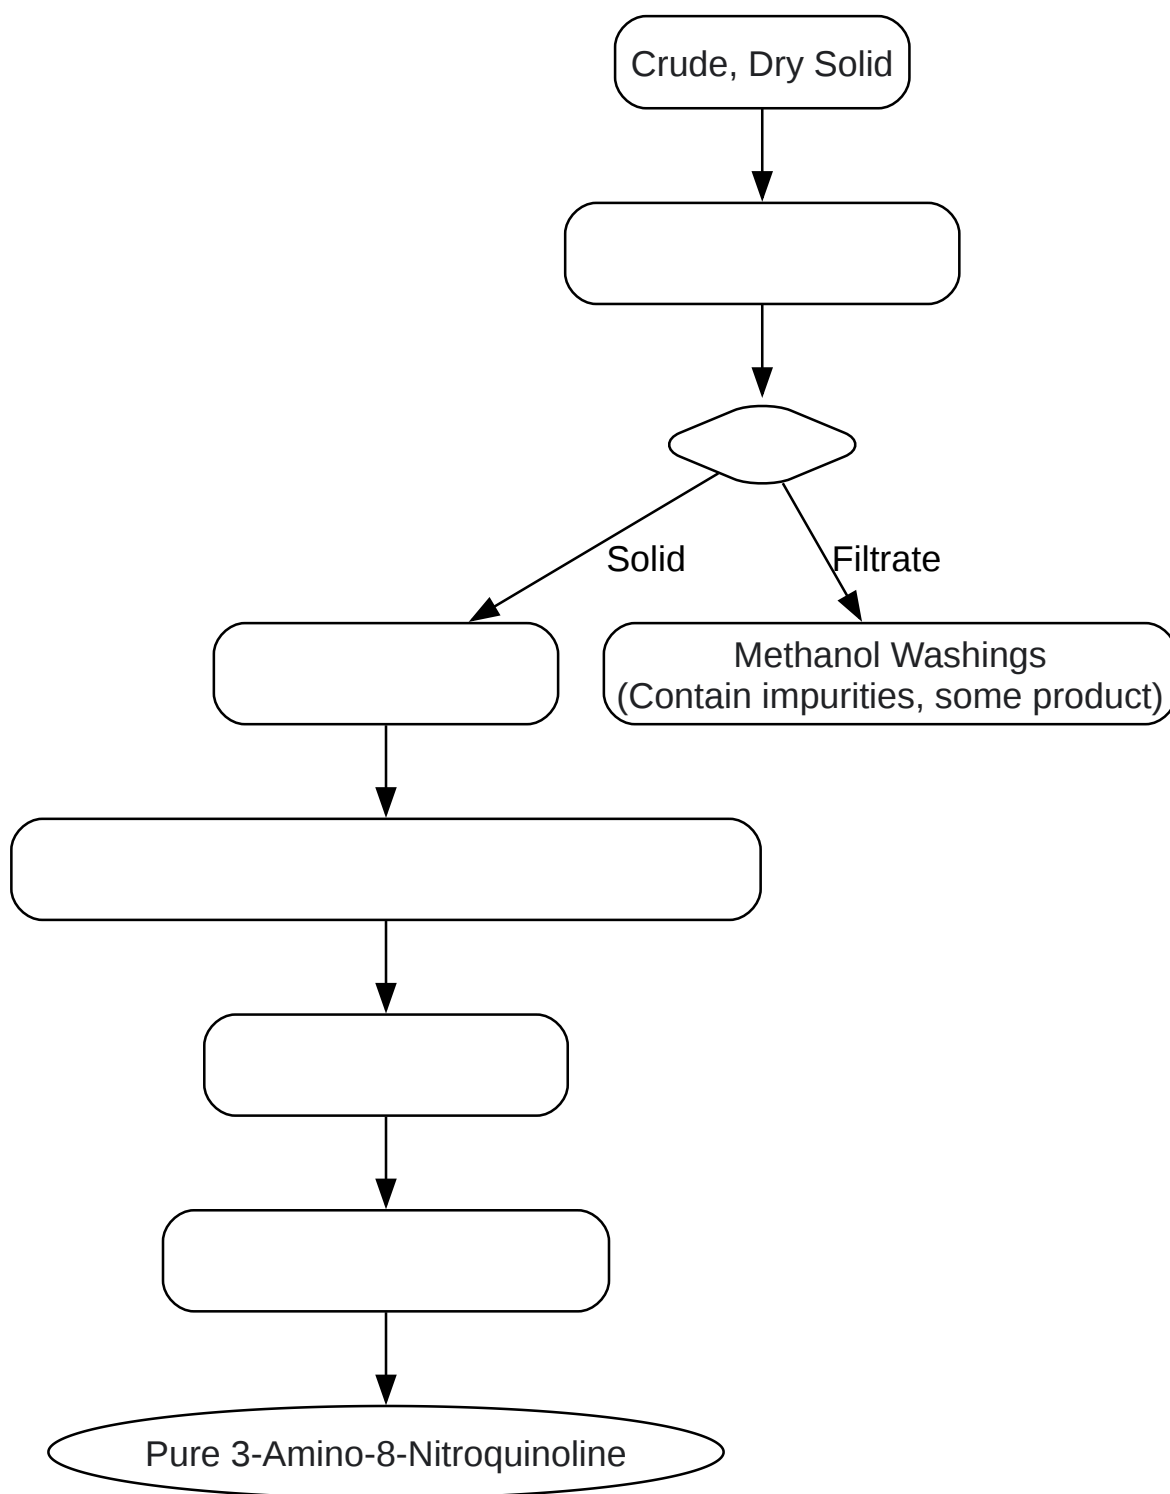 Crude, Dry Solid
Solid
Filtrate
Methanol Washings
(Contain impurities, some product)
Pure 3-Amino-8-Nitroquinoline